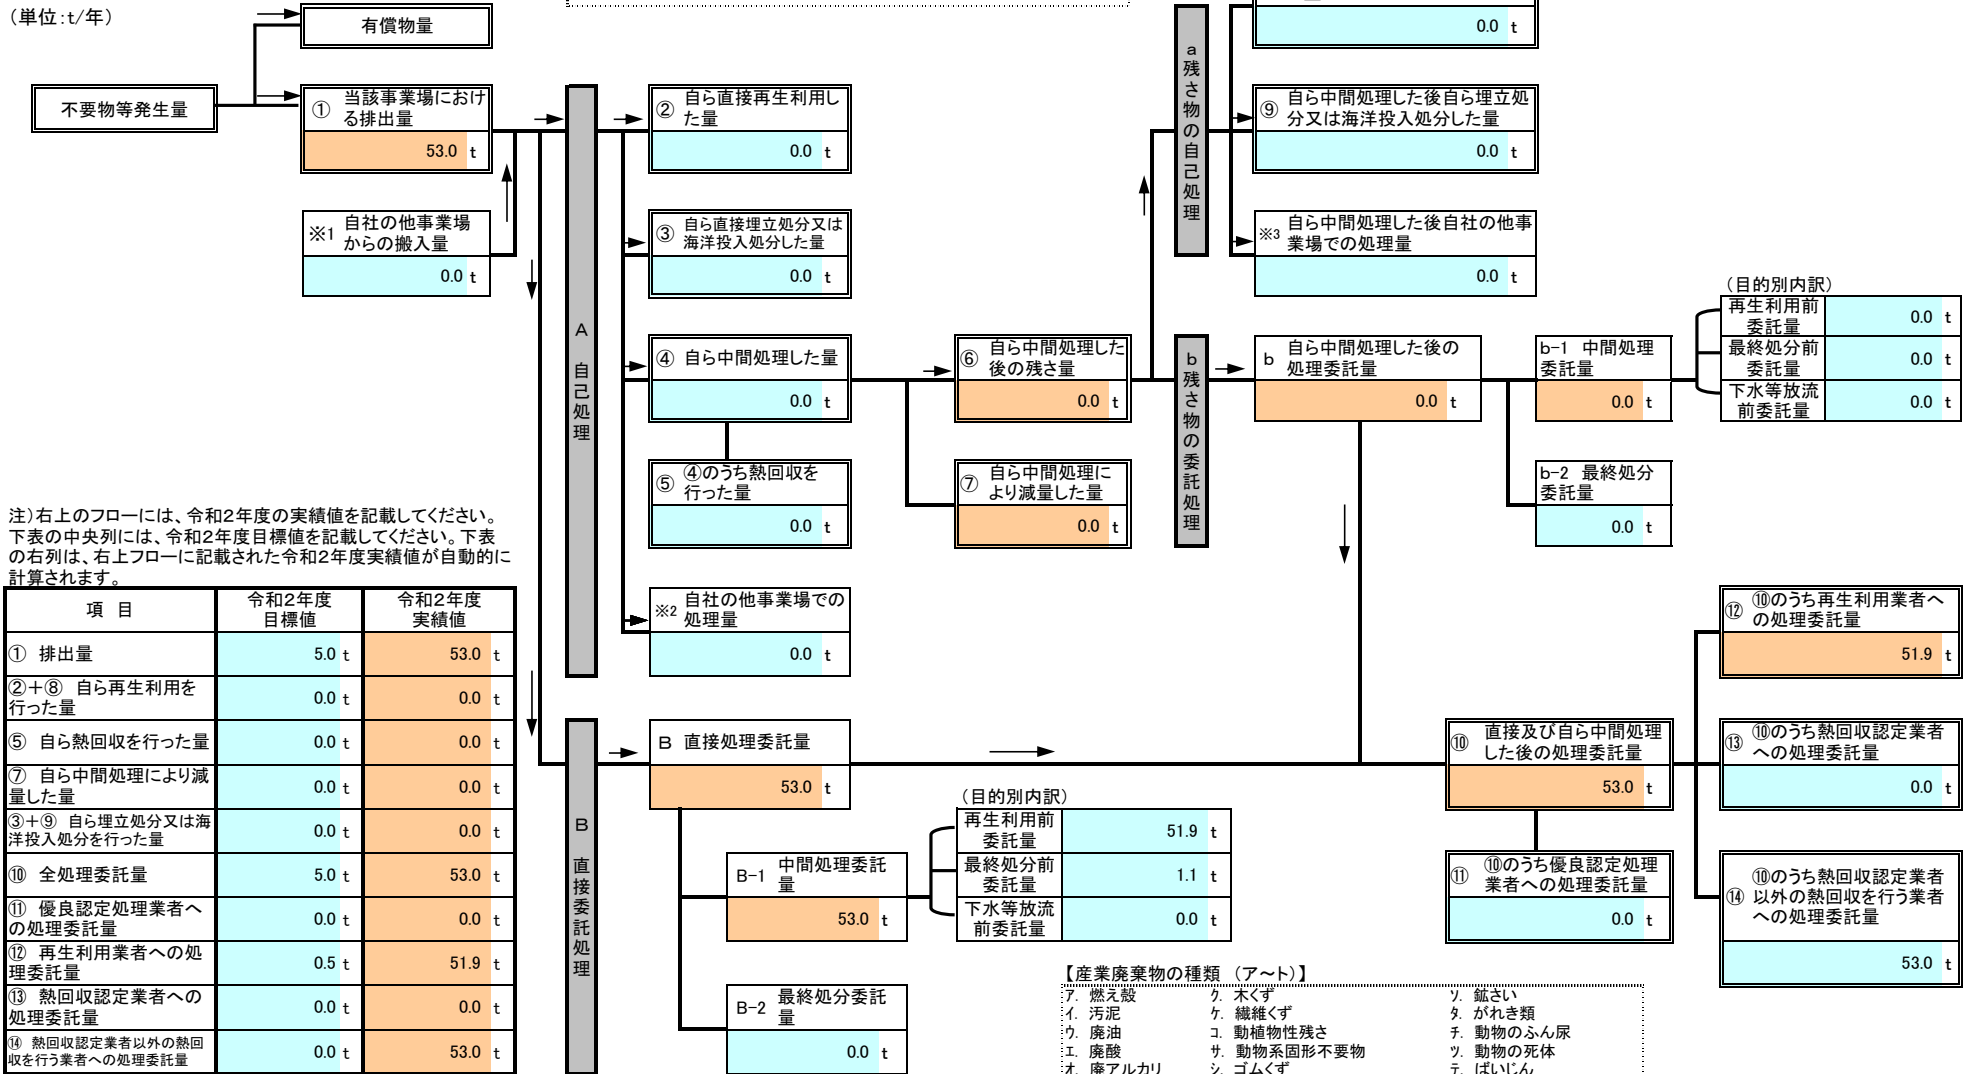 (単位:t/年)
有償物量
不要物等発生量
① 当該事業場におけ
る排出量
53.0 t
※1 自社の他事業場
からの搬入量
0.0 t
A 自己処理
② 自ら直接再生利用し
た量
0.0 t
③ 自ら直接埋立処分又は
海洋投入処分した量
0.0 t
④ 自ら中間処理した量
0.0 t
⑤ ④のうち熱回収を
行った量
0.0 t
※2 自社の他事業場での
処理量
0.0 t
⑥ 自ら中間処理した
後の残さ量
0.0 t
⑦ 自ら中間処理に
より減量した量
0.0 t
a 残さ物の自己処理
0.0 t
⑨ 自ら中間処理した後自ら埋立処
分又は海洋投入処分した量
0.0 t
※3 自ら中間処理した後自社の他事
業場での処理量
0.0 t
b 残さ物の委託処理
b 自ら中間処理した後の
処理委託量
0.0 t
b-1 中間処理
委託量
0.0 t
b-2 最終処分
委託量
0.0 t
(目的別内訳)
再生利用前
委託量
0.0 t
最終処分前
委託量
0.0 t
下水等放流
前委託量
0.0 t
注)右上のフローには、令和2年度の実績値を記載してください。
下表の中央列には、令和2年度目標値を記載してください。下表
の右列は、右上フローに記載された令和2年度実績値が自動的に
計算されます。
項 目 令和2年度 目標値 令和2年度 実績値
① 排出量 5.0 t 53.0 t
②+⑧ 自ら再生利用を
行った量 0.0 t 0.0 t
⑤ 自ら熱回収を行った量 0.0 t 0.0 t
⑦ 自ら中間処理により減
量した量 0.0 t 0.0 t
③+⑨ 自ら埋立処分又は海
洋投入処分を行った量 0.0 t 0.0 t
⑩ 全処理委託量 5.0 t 53.0 t
⑪ 優良認定処理業者へ
の処理委託量 0.0 t 0.0 t
⑫ 再生利用業者への処
理委託量 0.5 t 51.9 t
⑬ 熱回収認定業者への
処理委託量 0.0 t 0.0 t
⑭ 熱回収認定業者以外の熱回
収を行う業者への処理委託量 0.0 t 53.0 t
B 直接委託処理
B 直接処理委託量
53.0 t
B-1 中間処理委託
量
53.0 t
B-2 最終処分委託
量
0.0 t
(目的別内訳)
再生利用前
委託量
51.9 t
最終処分前
委託量
1.1 t
下水等放流
前委託量
0.0 t
⑩ 直接及び自ら中間処理
した後の処理委託量
53.0 t
⑪ ⑩のうち優良認定処理
業者への処理委託量
0.0 t
⑫ ⑩のうち再生利用業者へ
の処理委託量
51.9 t
⑬ ⑩のうち熱回収認定業者
への処理委託量
0.0 t
⑭ ⑩のうち熱回収認定業者
以外の熱回収を行う業者
への処理委託量
53.0 t
【産業廃棄物の種類 (ア~ト)】
ア. 燃え殻 ク. 木くず ソ. 鉱さい
イ. 汚泥 ケ. 繊維くず タ. がれき類
ウ. 廃油 コ. 動植物性残さ チ. 動物のふん尿
エ. 廃酸 サ. 動物系固形不要物 ツ. 動物の死体
オ. 廃アルカリ シ. ゴムくず テ. ばいじん